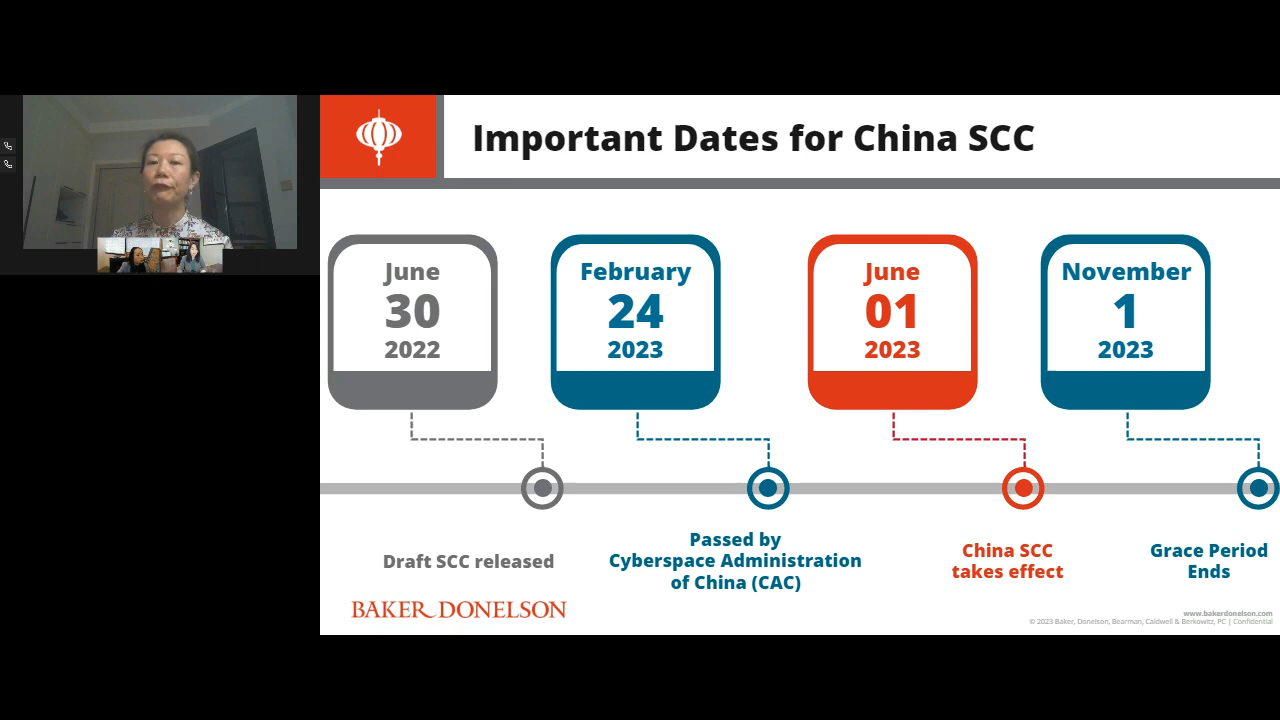 Important Dates for China SCC
June
30
2022
February
24
2023
June
01
2023
November
1
2023
Draft SCC released
Passed by
Cyberspace Administration
of China (CAC)
China SCC
takes effect
Grace Period
Ends
BAKER DONELSON
www.bakerdonelson.com
© 2023 Baker, Donelson, Bearman, Caldwell & Berkowitz, PC | Confidential